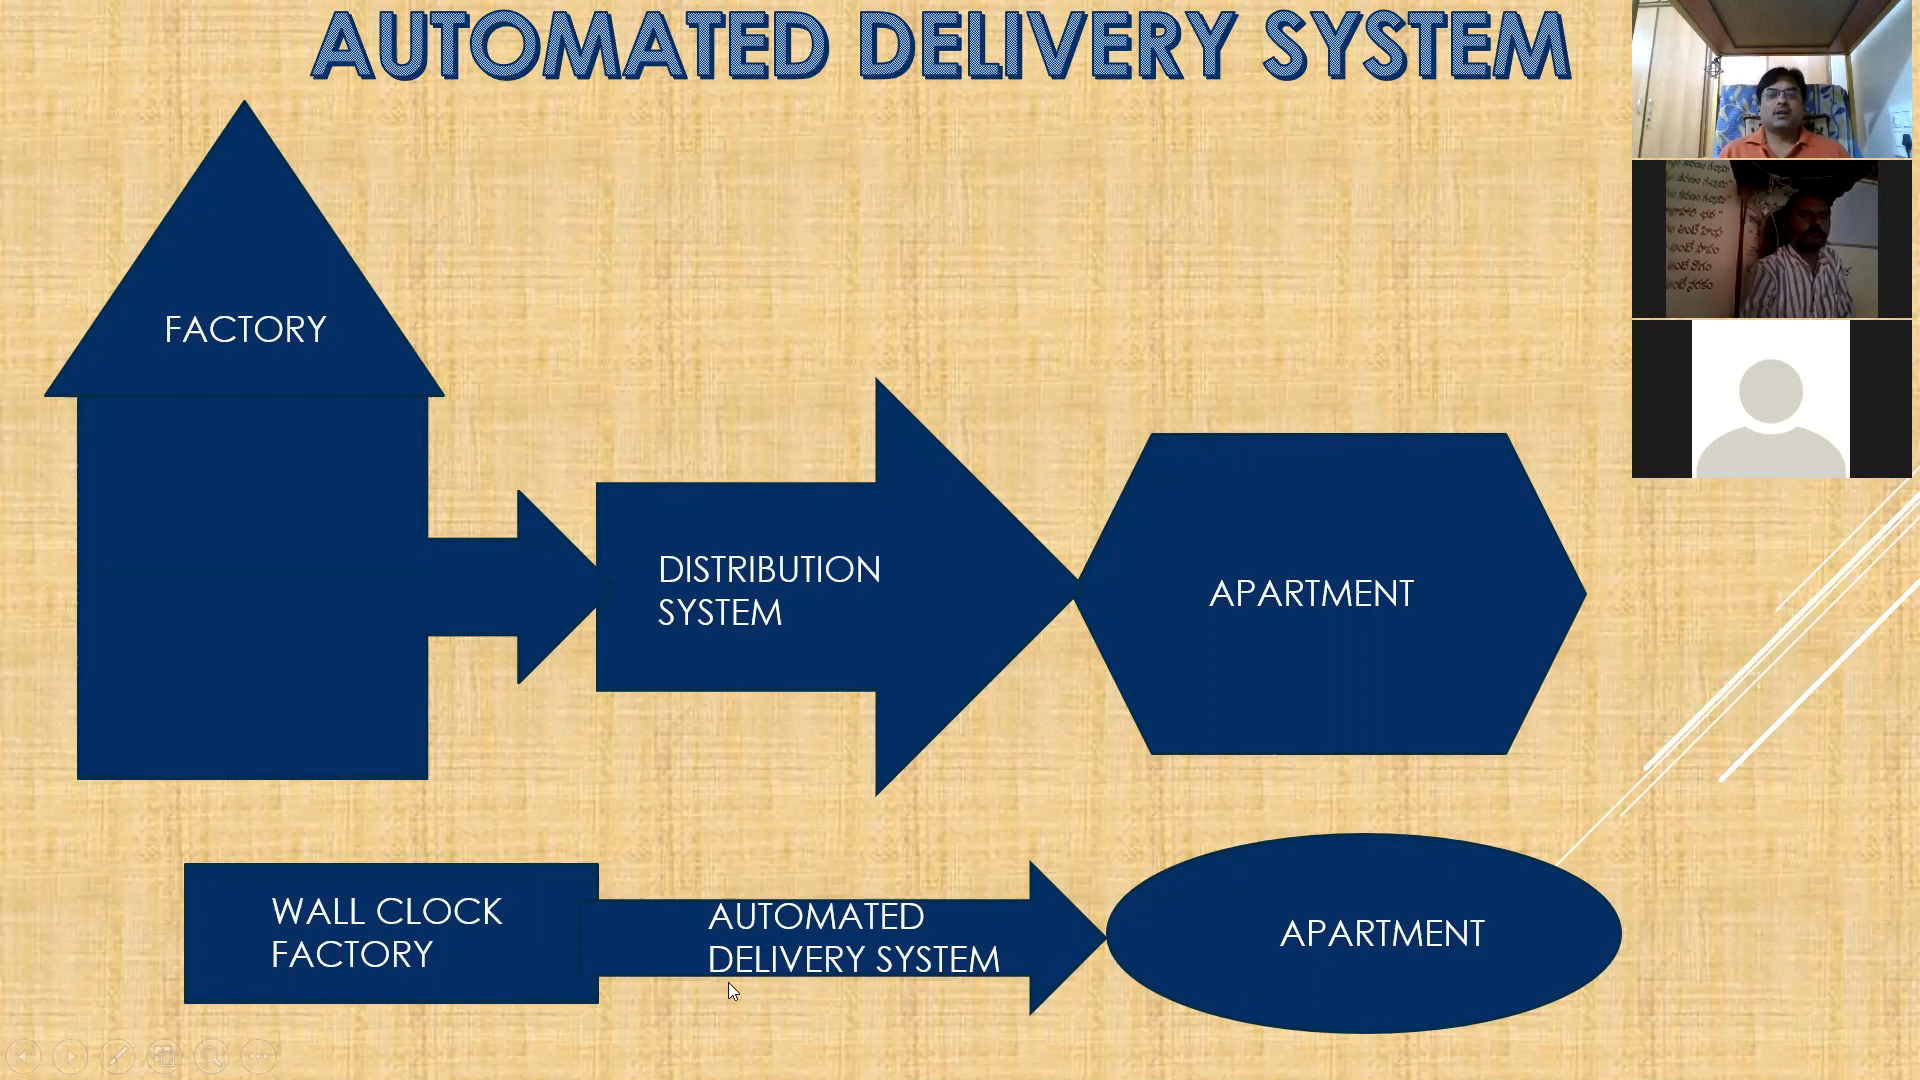 AUTOMATED DELIVERY SYSTEM
FACTORY
DISTRIBUTION
SYSTEM
APARTMENT
WALL CLOCK
FACTORY
AUTOMATED
DELIVERY SYSTEM
APARTMENT
అంటే పాపం
అంటే రోగం